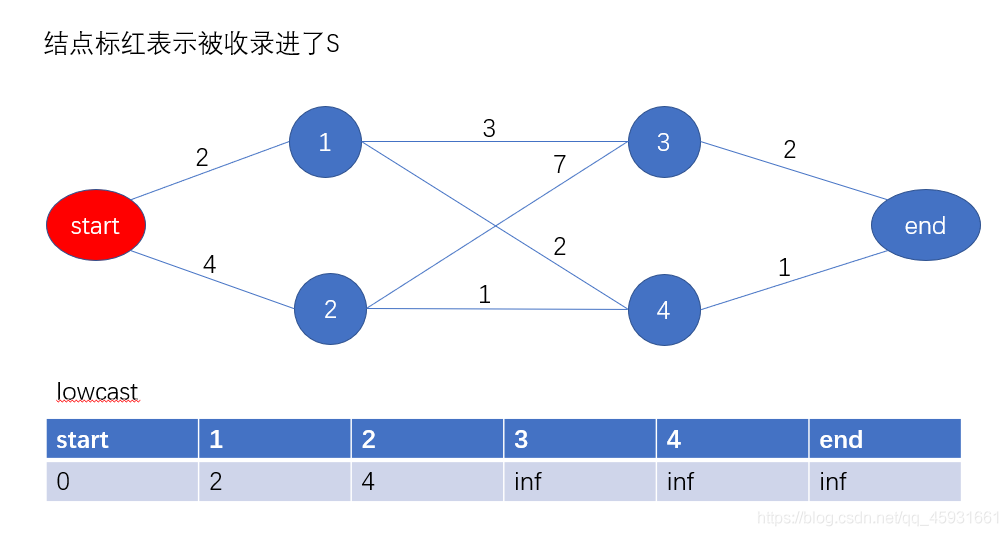 结点标红表示被收录进了S
3
1
3
2
7
2
start
end
4
2
1
1
2
4
lowcast
start 1 2 3 4 end
0 2 4 inf inf inf
https://blog.csdn.net/qq_45931661